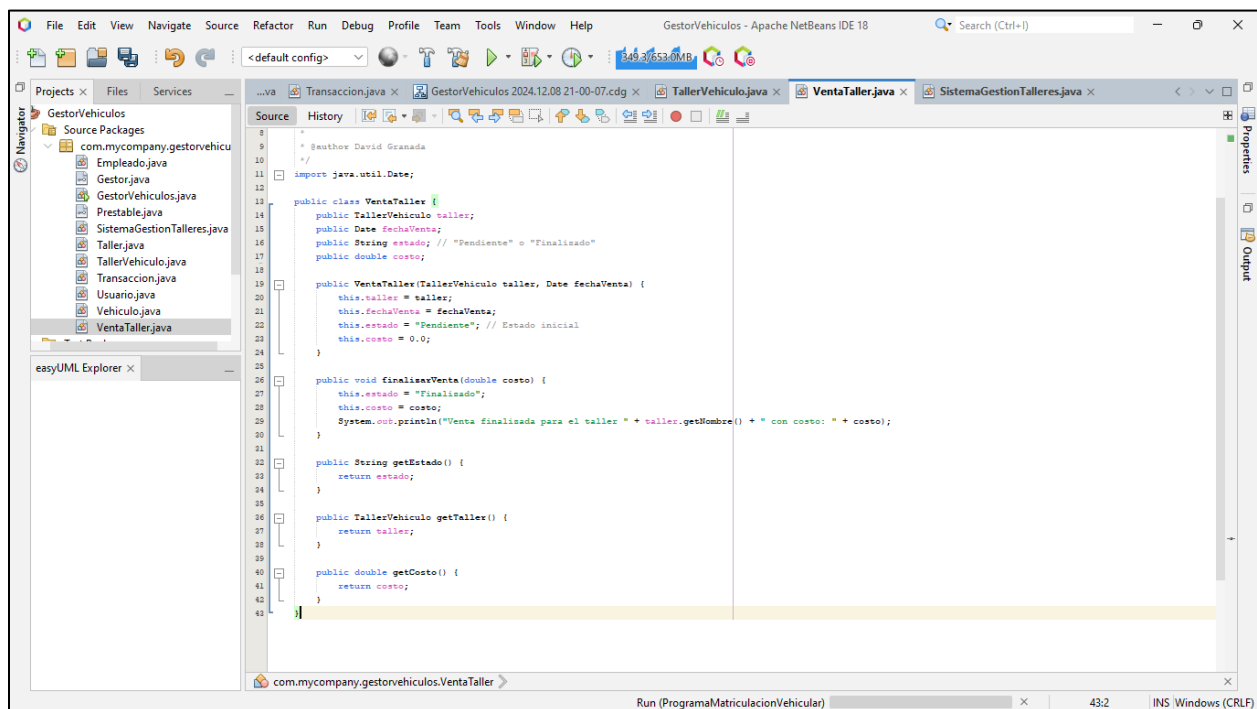 File Edit View Navigate Source Refactor Run Debug Profile Team Tools Window Help GestorVehiculos - Apache NetBeans IDE 18 Search (Ctrl+I)
<default config> 349.3/653.0MB
Projects Files Services
...va Transaccion.java GestorVehiculos 2024.12.08 21-00-07.cdg TallerVehiculo.java VentaTaller.java SistemaGestionTalleres.java
Source History
Navigator
GestorVehiculos
Source Packages
com.mycompany.gestorvehicu
Empleado.java
Gestor.java
GestorVehiculos.java
Prestable.java
SistemaGestionTalleres.java
Taller.java
TallerVehiculo.java
Transaccion.java
Usuario.java
Vehiculo.java
VentaTaller.java
easyUML Explorer
8 *
9 * @author David Granada
10 */
11 import java.util.Date;
12
13 public class VentaTaller {
14 public TallerVehiculo taller;
15 public Date fechaVenta;
16 public String estado; // "Pendiente" o "Finalizado"
17 public double costo;
18
19 public VentaTaller(TallerVehiculo taller, Date fechaVenta) {
20 this.taller = taller;
21 this.fechaVenta = fechaVenta;
22 this.estado = "Pendiente"; // Estado inicial
23 this.costo = 0.0;
24 }
25
26 public void finalizarVenta(double costo) {
27 this.estado = "Finalizado";
28 this.costo = costo;
29 System.out.println("Venta finalizada para el taller " + taller.getNombre() + " con costo: " + costo);
30 }
31
32 public String getEstado() {
33 return estado;
34 }
35
36 public TallerVehiculo getTaller() {
37 return taller;
38 }
39
40 public double getCosto() {
41 return costo;
42 }
43 }
Properties
Output
com.mycompany.gestorvehiculos.VentaTaller
Run (ProgramaMatriculacionVehicular) 43:2 INS Windows (CRLF)